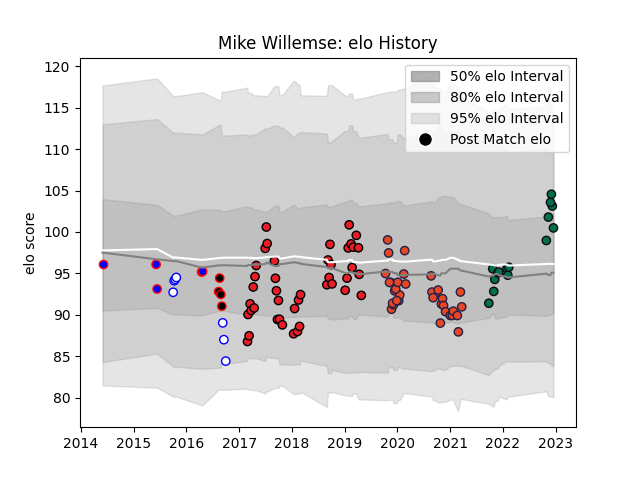 Mike Willemse: elo History
120
115
110
105
100
95
90
85
80
elo score
50% elo Interval
80% elo Interval
95% elo Interval
Post Match elo
2014 2015 2016 2017 2018 2019 2020 2021 2022 2023